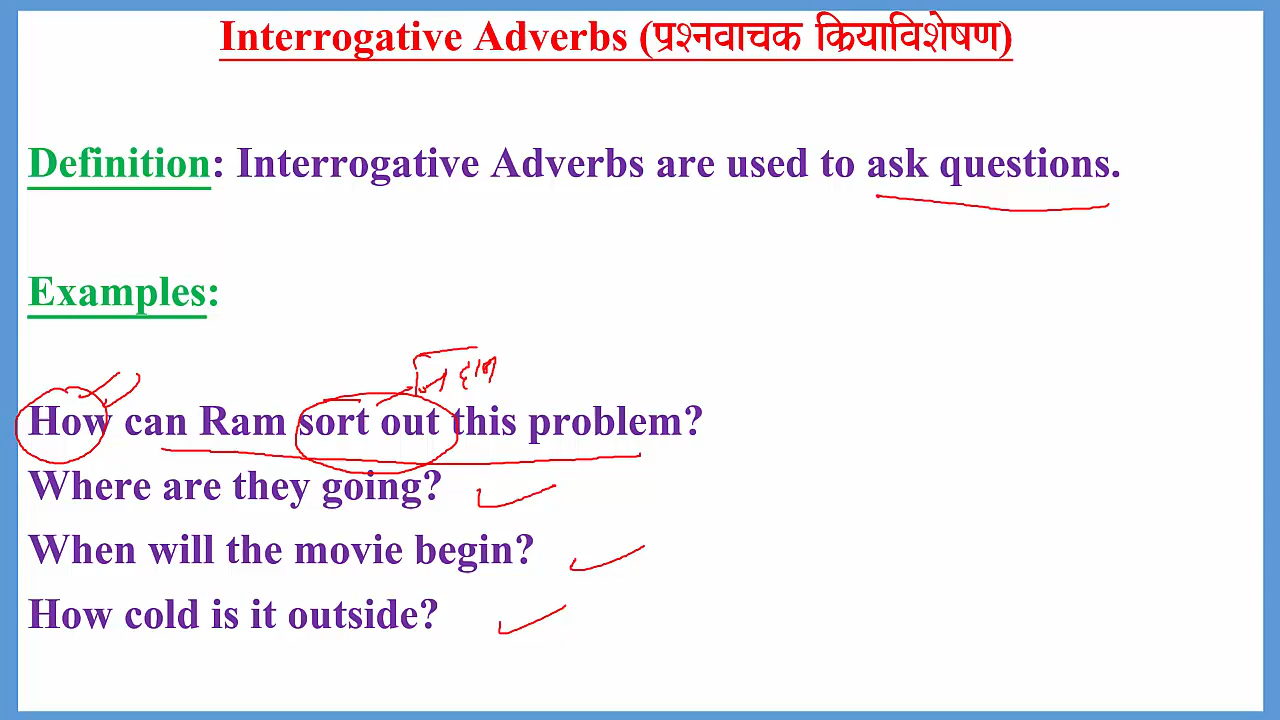 Interrogative Adverbs (प्रश्नवाचक क्रियाविशेषण)
Definition: Interrogative Adverbs are used to ask questions.
Examples:
How can Ram sort out this problem?
Where are they going?
When will the movie begin?
How cold is it outside?